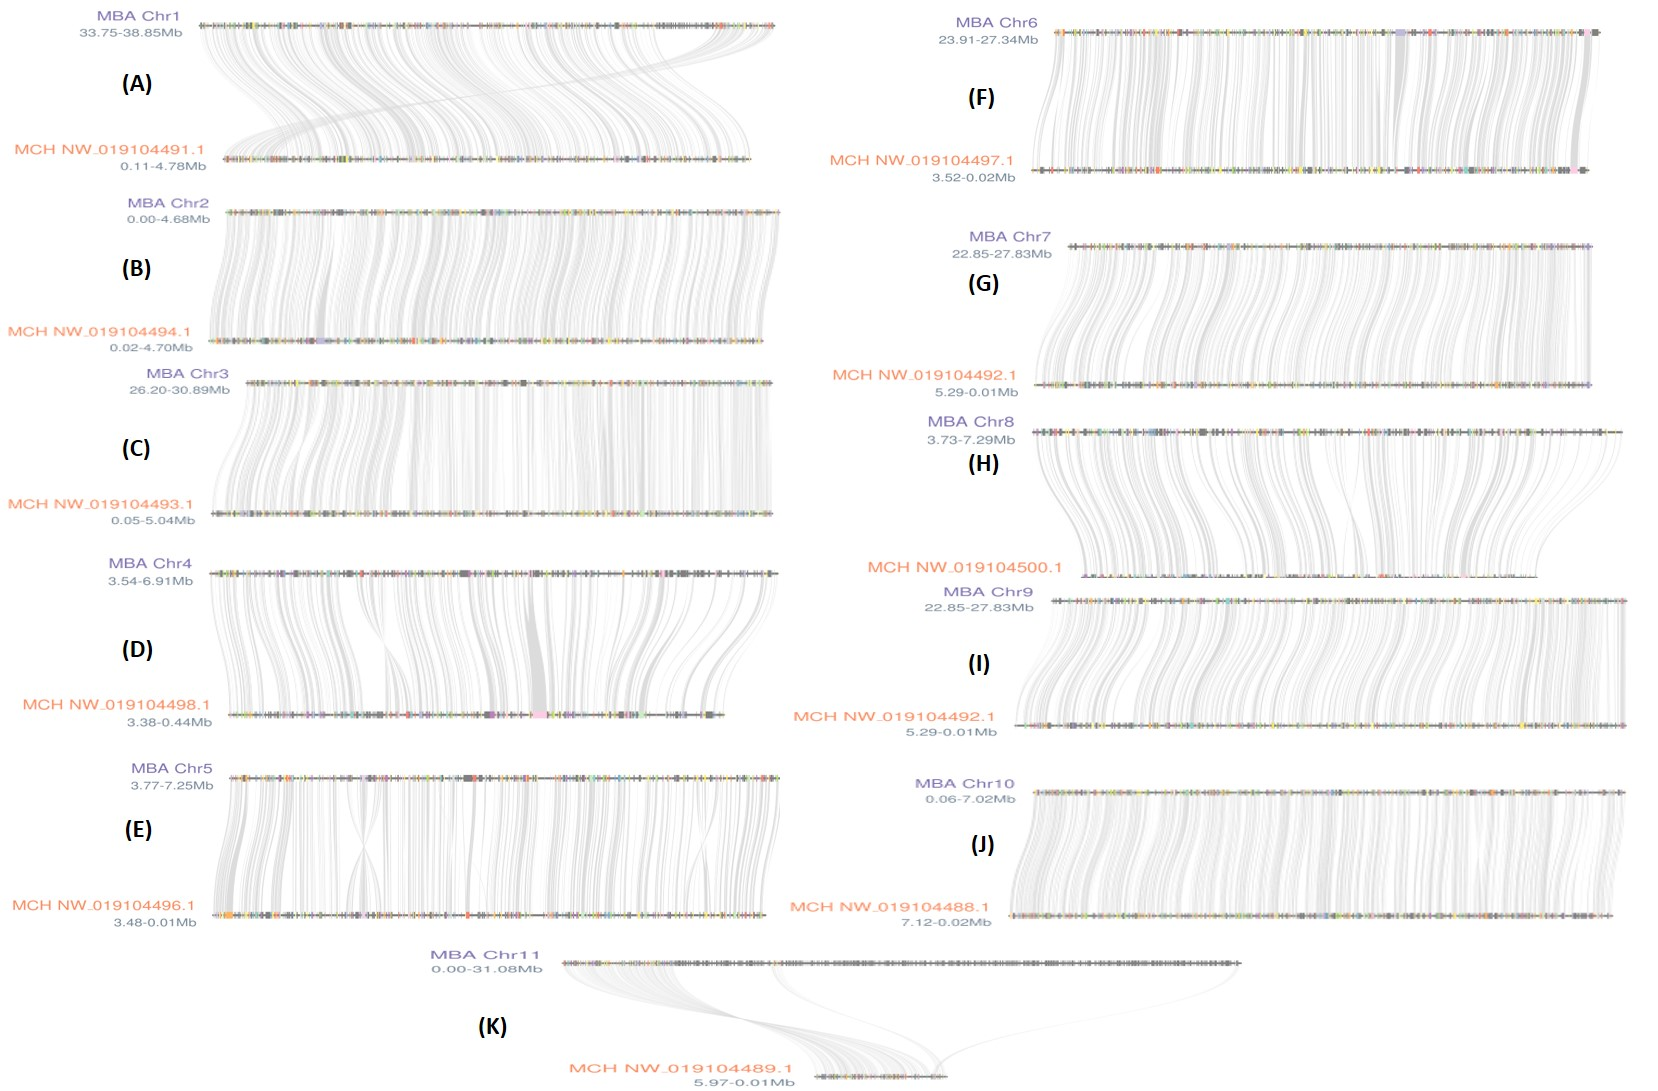 MBA Chr1
33.75-38.85Mb
(A)
MCH NW_019104491.1
0.11-4.78Mb
MBA Chr2
0.00-4.68Mb
(B)
MCH NW_019104494.1
0.02-4.70Mb
MBA Chr3
26.20-30.89Mb
(C)
MCH NW_019104493.1
0.05-5.04Mb
MBA Chr4
3.54-6.91Mb
(D)
MCH NW_019104498.1
3.38-0.44Mb
MBA Chr5
3.77-7.25Mb
(E)
MCH NW_019104496.1
3.48-0.01Mb
MBA Chr6
23.91-27.34Mb
(F)
MCH NW_019104497.1
3.52-0.02Mb
MBA Chr7
22.85-27.83Mb
(G)
MCH NW_019104492.1
5.29-0.01Mb
MBA Chr8
3.73-7.29Mb
(H)
MCH NW_019104500.1
MBA Chr9
22.85-27.83Mb
(I)
MCH NW_019104492.1
5.29-0.01Mb
MBA Chr10
0.06-7.02Mb
(J)
MCH NW_019104488.1
7.12-0.02Mb
MBA Chr11
0.00-31.08Mb
(K)
MCH NW_019104489.1
5.97-0.01Mb